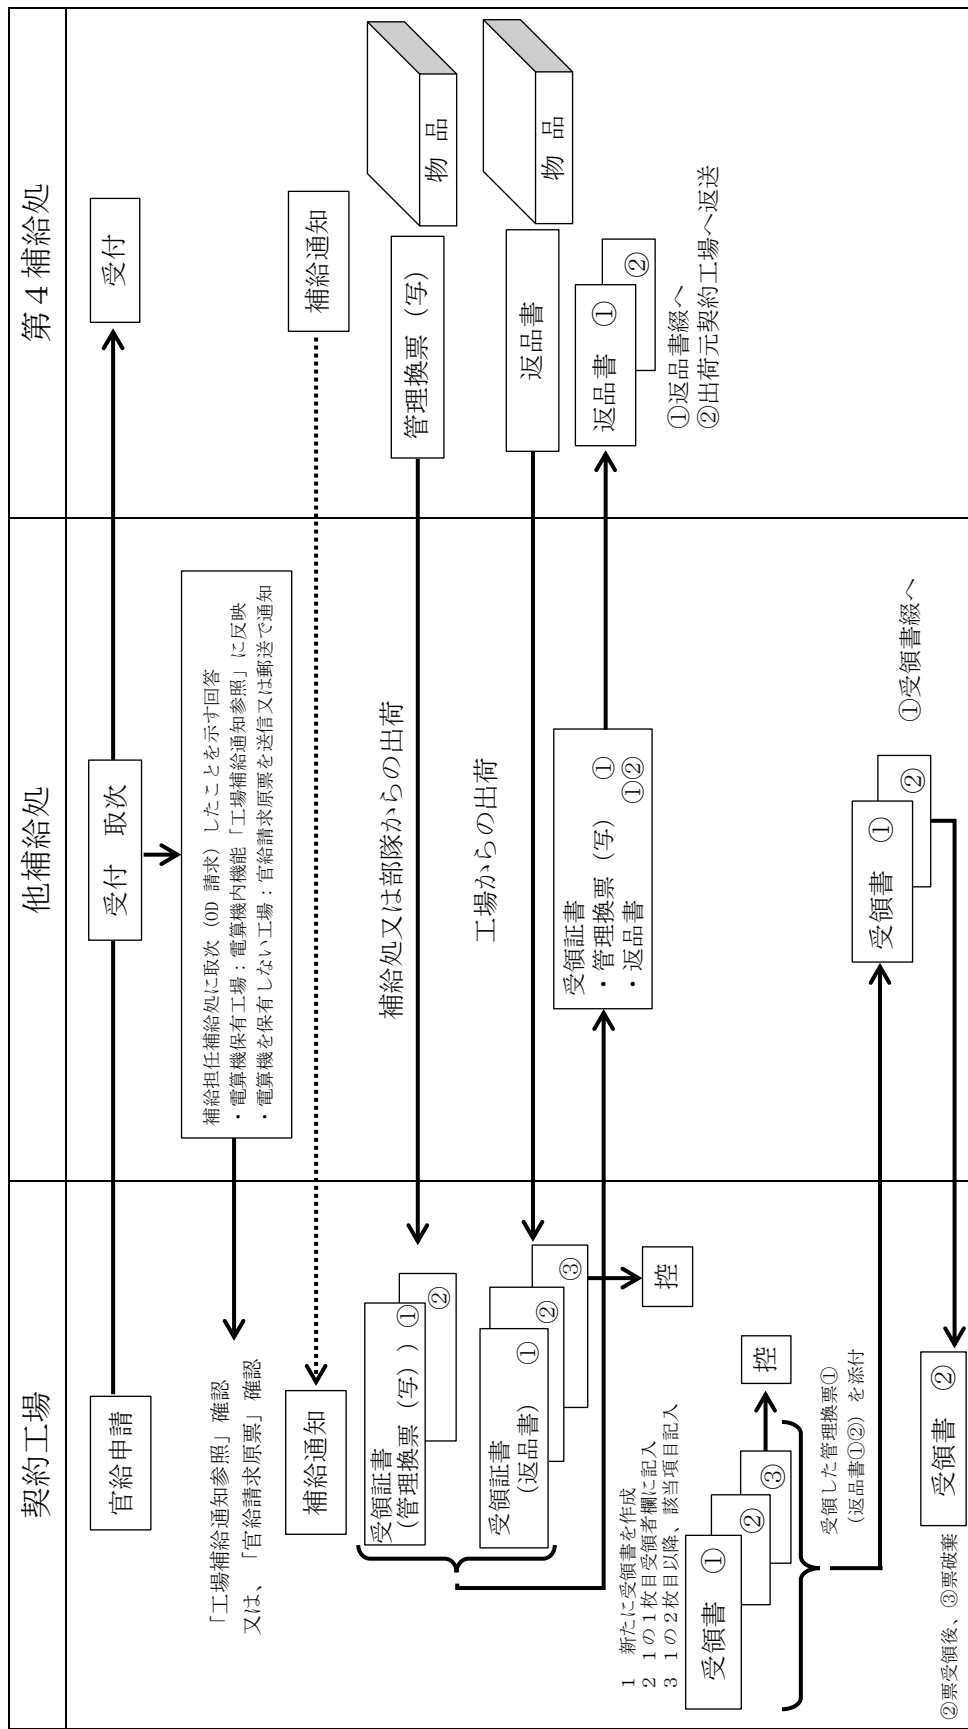 契約工場
他補給処
第4補給処
官給申請
受付 取次
受付
補給担任補給処に取次（OD 請求）したことを示す回答
・電算機保有工場：電算機内機能「工場補給通知参照」に反映
・電算機を保有しない工場：官給請求原票を送信又は郵送で通知
「工場補給通知参照」確認
又は、「官給請求原票」確認
補給通知
補給通知
補給処又は部隊からの出荷
管理換票（写）
物 品
受領証書
(管理換票（写）) ①
②
工場からの出荷
返品書
物 品
受領証書
(返品書) ①
②
③
控
受領証書
・管理換票（写） ①
・返品書 ①②
返品書 ①
②
①返品書綴へ
②出荷元契約工場へ返送
1 新たに受領書を作成
2 1の1枚目受領者欄に記入
3 1の2枚目以降、該当項目記入
受領書 ①
②
③
控
受領した管理換票①
（返品書①②）を添付
受領書 ①
②
①受領書綴へ
受領書 ②
②票受領後、③票破棄